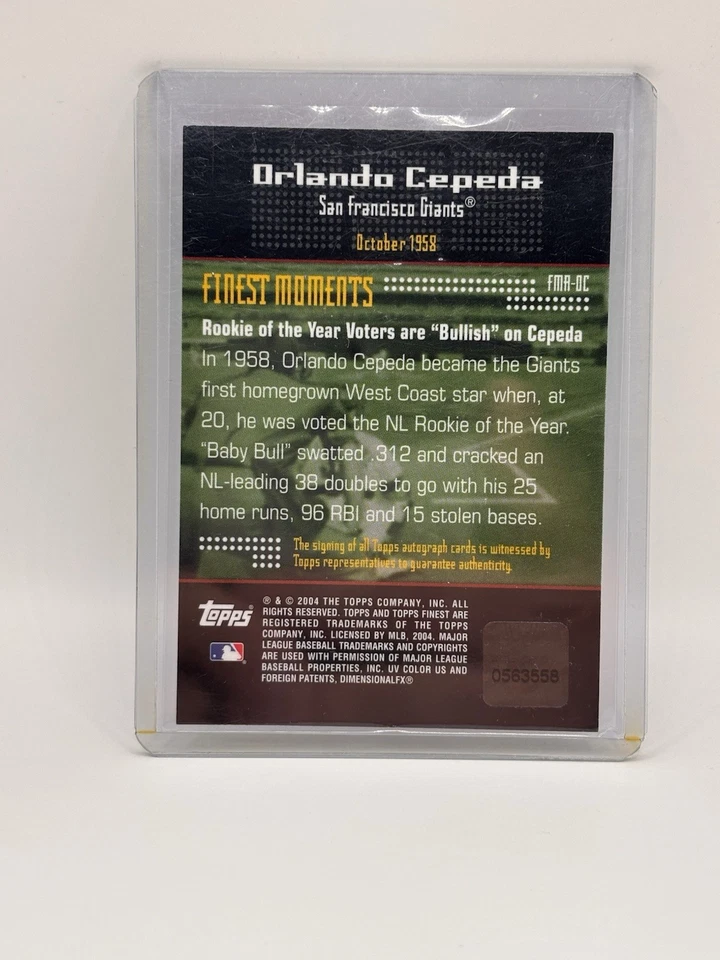 Orlando Cepeda
San Francisco Giants®
October 1958
FINEST MOMENTS
FMA-OC
Rookie of the Year Voters are "Bullish" on Cepeda
In 1958, Orlando Cepeda became the Giants
first homegrown West Coast star when, at
20, he was voted the NL Rookie of the Year.
"Baby Bull" swatted .312 and cracked an
NL-leading 38 doubles to go with his 25
home runs, 96 RBI and 15 stolen bases.
The signing of all Topps autograph cards is witnessed by
Topps representatives to guarantee authenticity.
Topps®
® & © 2004 THE TOPPS COMPANY, INC. ALL
RIGHTS RESERVED. TOPPS AND TOPPS FINEST ARE
REGISTERED TRADEMARKS OF THE TOPPS
COMPANY, INC. LICENSED BY MLB, 2004. MAJOR
LEAGUE BASEBALL TRADEMARKS AND COPYRIGHTS
ARE USED WITH PERMISSION OF MAJOR LEAGUE
BASEBALL PROPERTIES, INC. UV COLOR US AND
FOREIGN PATENTS, DIMENSIONALFX®
0563558